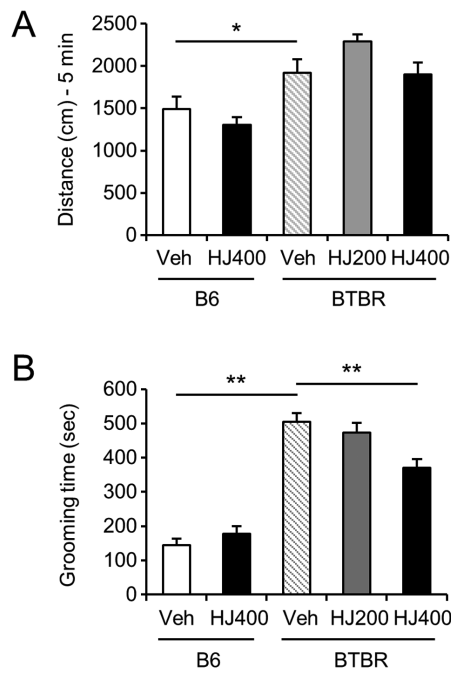 A
Distance (cm) - 5 min
2500
2000
1500
1000
500
0
*
Veh HJ400 Veh HJ200 HJ400
B6 BTBR
B
Grooming time (sec)
600
500
400
300
200
100
0
** **
Veh HJ400 Veh HJ200 HJ400
B6 BTBR